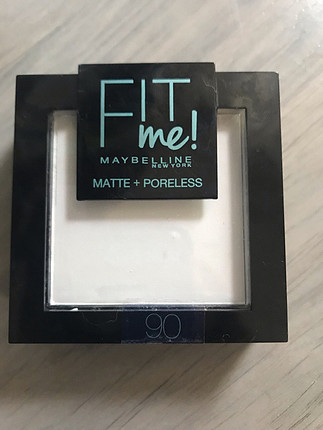 FIT
me!
MAYBELLINE
NEW YORK
MATTE + PORELESS
90